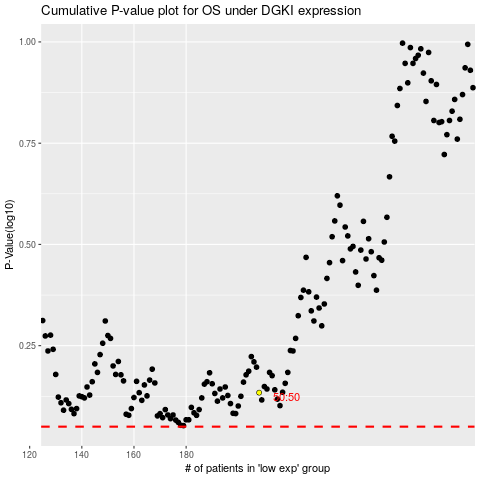 Cumulative P-value plot for OS under DGKI expression
1.00
0.75
0.50
0.25
P-Value(log10)
50:50
120 140 160 180
# of patients in 'low exp' group